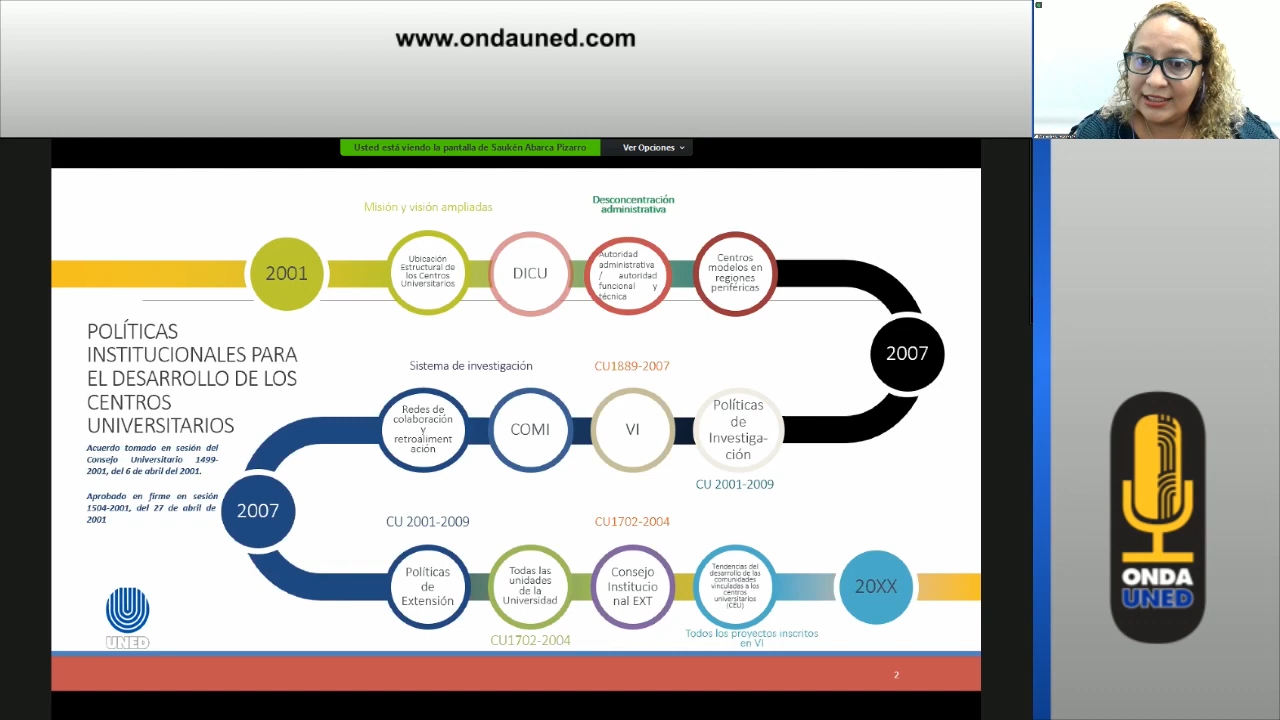 www.ondauned.com
Usted está viendo la pantalla de Saukén Abarca Pizarro
Ver Opciones
Misión y visión ampliadas
Desconcentración
administrativa
2001
Ubicación
Estructural de
los Centros
Universitarios
DICU
Autoridad
administrativa
/ autoridad
funcional y
técnica
Centros
modelos en
regiones
periféricas
2007
POLÍTICAS
INSTITUCIONALES PARA
EL DESARROLLO DE LOS
CENTROS
UNIVERSITARIOS
Acuerdo tomado en sesión del
Consejo Universitario 1499-
2001, del 6 de abril del 2001.
Aprobado en firme en sesión
1504-2001, del 27 de abril de
2001
Sistema de investigación
CU1889-2007
Redes de
colaboración
y
retroaliment
ación
COMI
VI
Políticas
de
Investiga-
ción
CU 2001-2009
2007
CU 2001-2009
CU1702-2004
Políticas
de
Extensión
Todas las
unidades
de la
Universidad
Consejo
Institucio
nal EXT
Tendencias del
desarrollo de las
comunidades
vinculadas a los
centros
universitarios
(CEU)
20XX
CU1702-2004
Todos los proyectos inscritos
en VI
UNED
2
ONDA
UNED